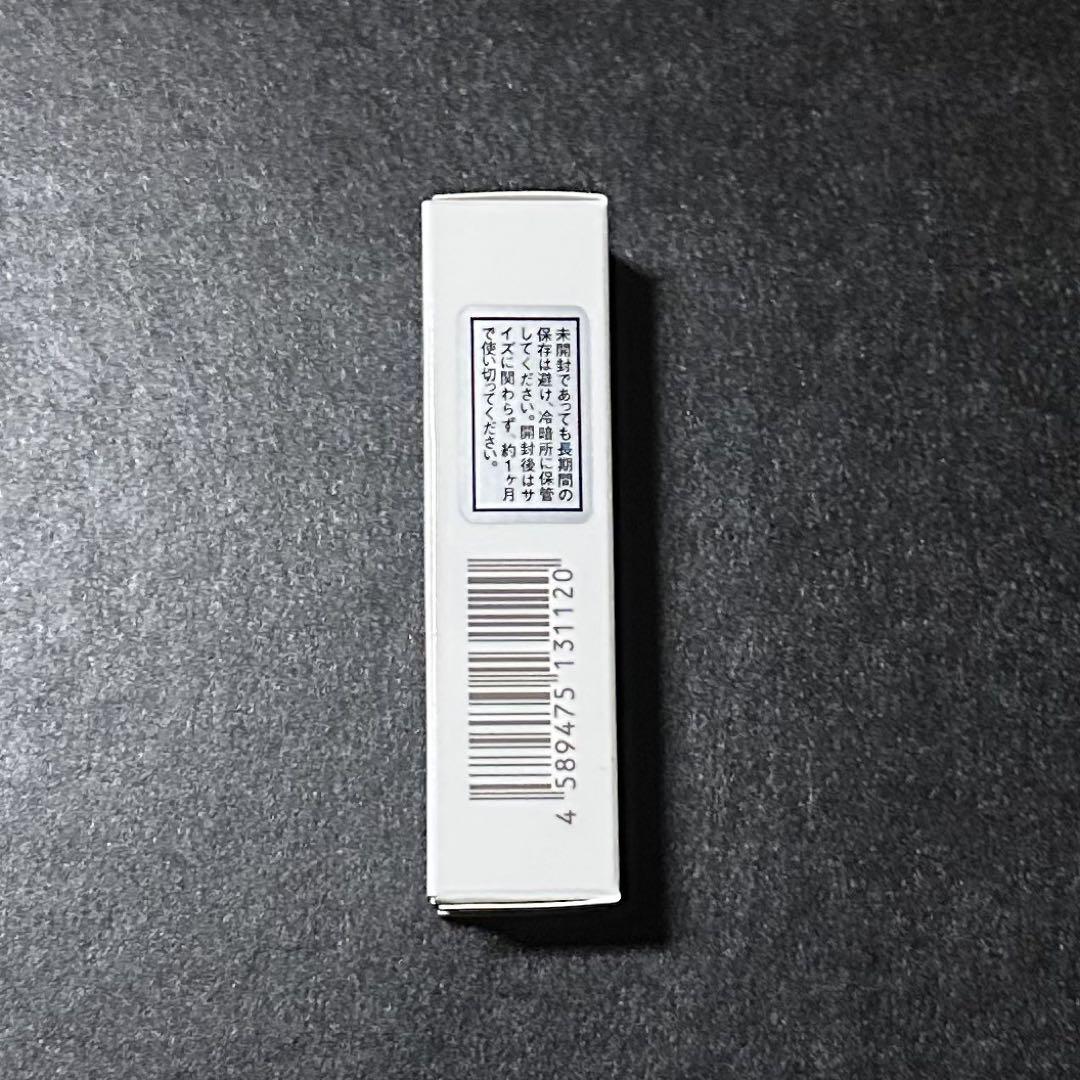 未開封であっても長期間の
保存は避け、冷暗所に保管
してください。開封後はサ
イズに関わらず、約1ヶ月
で使い切ってください。
4 589475 131120